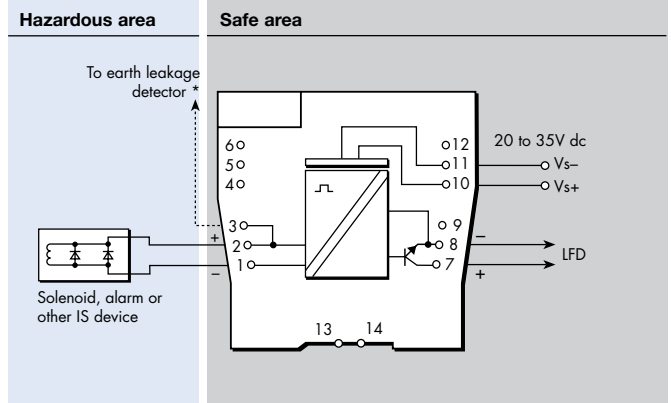 Hazardous area
Safe area
To earth leakage
detector *
6
5
4
3
+
2
1
–
12
11
10
9
8
7
20 to 35V dc
Vs–
Vs+
–
LFD
+
Solenoid, alarm or
other IS device
13 14